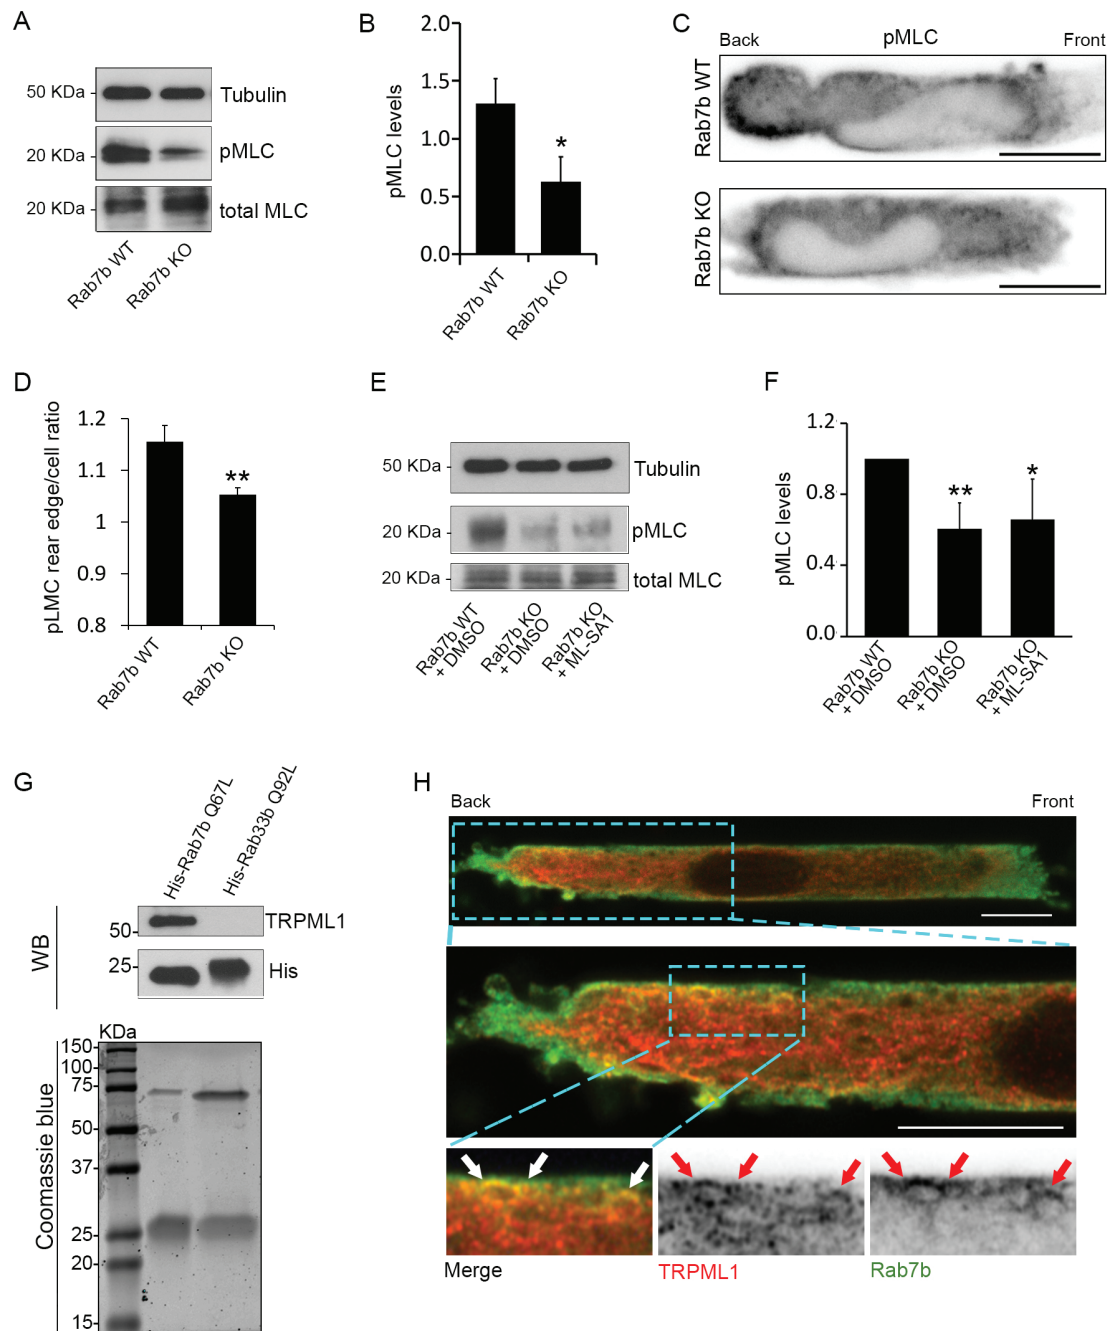 A
50 KDa
Tubulin
20 KDa
pMLC
20 KDa
total MLC
Rab7b WT
Rab7b KO
B
pMLC levels
2.0
1.5
1.0
0.5
0.0
*
Rab7b WT
Rab7b KO
C
Back
pMLC
Front
Rab7b WT
Rab7b KO
D
pLMC rear edge/cell ratio
1.2
1.1
1
0.9
0.8
**
Rab7b WT
Rab7b KO
E
50 KDa
Tubulin
20 KDa
pMLC
20 KDa
total MLC
Rab7b WT
+ DMSO
Rab7b KO
+ DMSO
Rab7b KO
+ ML-SA1
F
pMLC levels
1.2
0.8
0.4
0.0
**
*
Rab7b WT
+ DMSO
Rab7b KO
+ DMSO
Rab7b KO
+ ML-SA1
G
His-Rab7b Q67L
His-Rab33b Q92L
WB
50
TRPML1
25
His
Coomassie blue
KDa
150
100
75
50
37
25
20
15
H
Back
Front
Merge
TRPML1
Rab7b